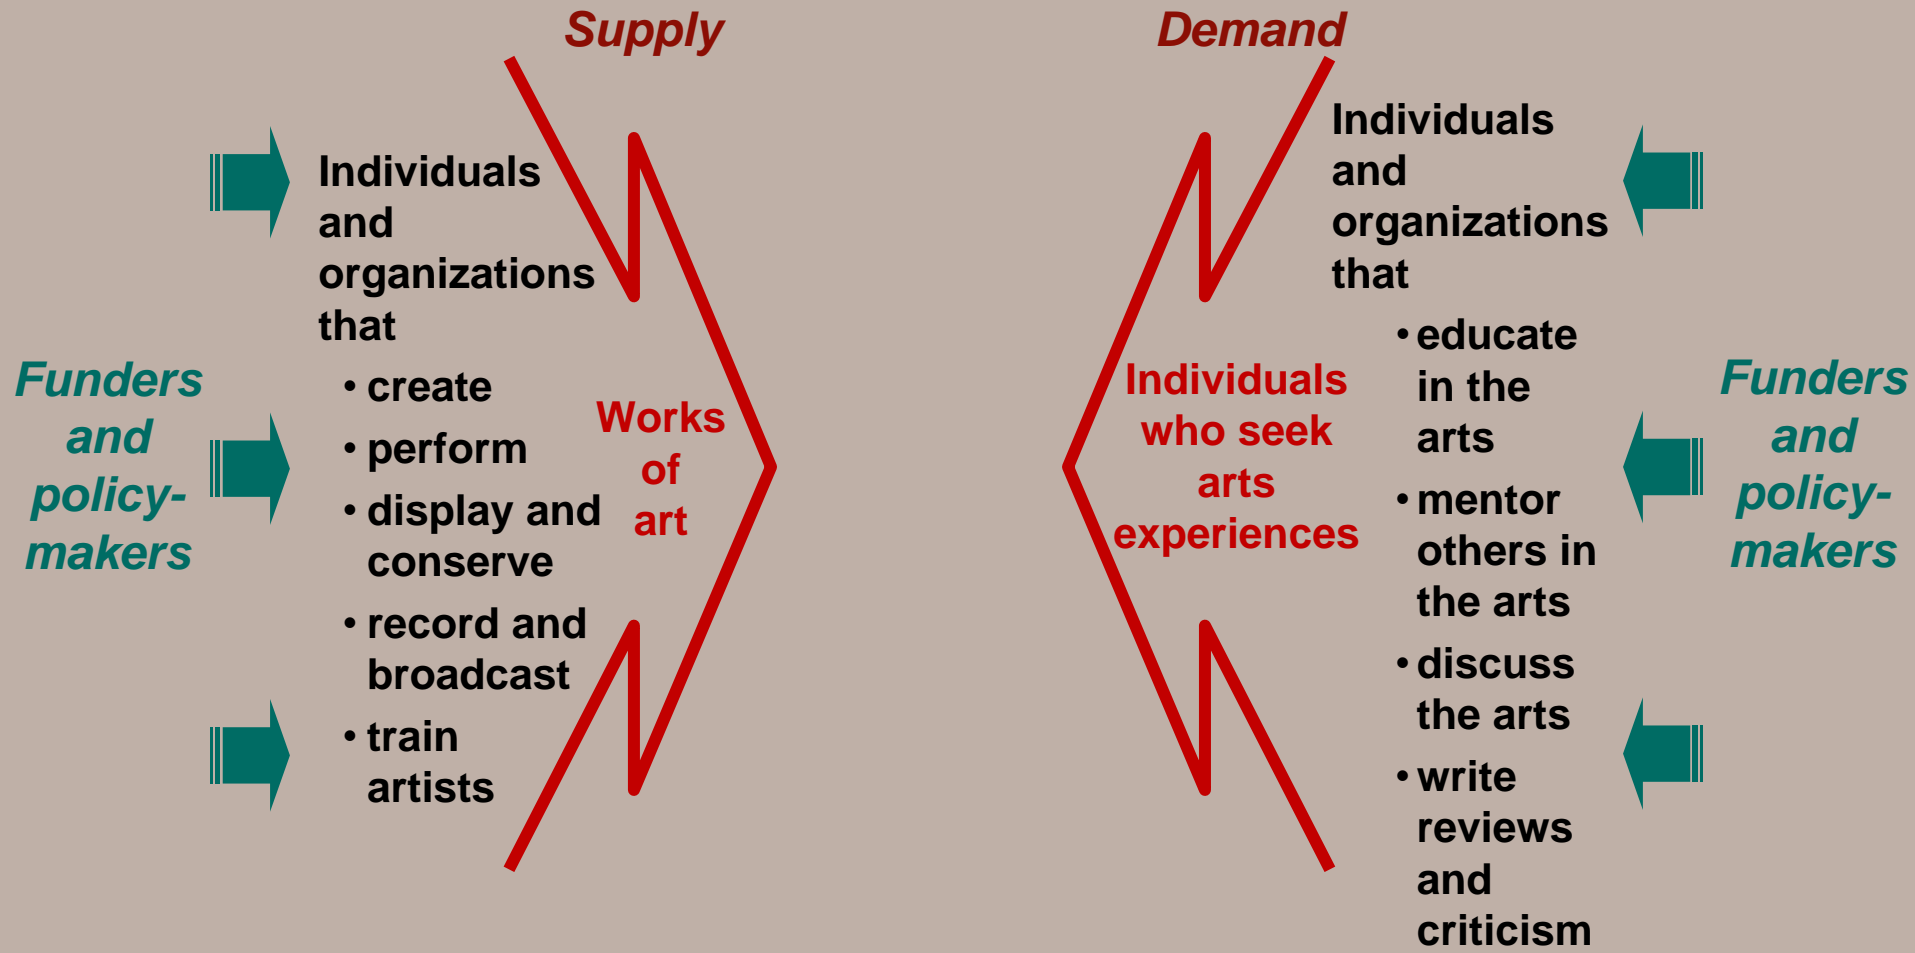 Supply
Demand
Funders
and
policy-
makers
Individuals
and
organizations
that
• create
• perform
• display and
conserve
• record and
broadcast
• train
artists
Works
of
art
Individuals
who seek
arts
experiences
Individuals
and
organizations
that
• educate
in the
arts
• mentor
others in
the arts
• discuss
the arts
• write
reviews
and
criticism
Funders
and
policy-
makers